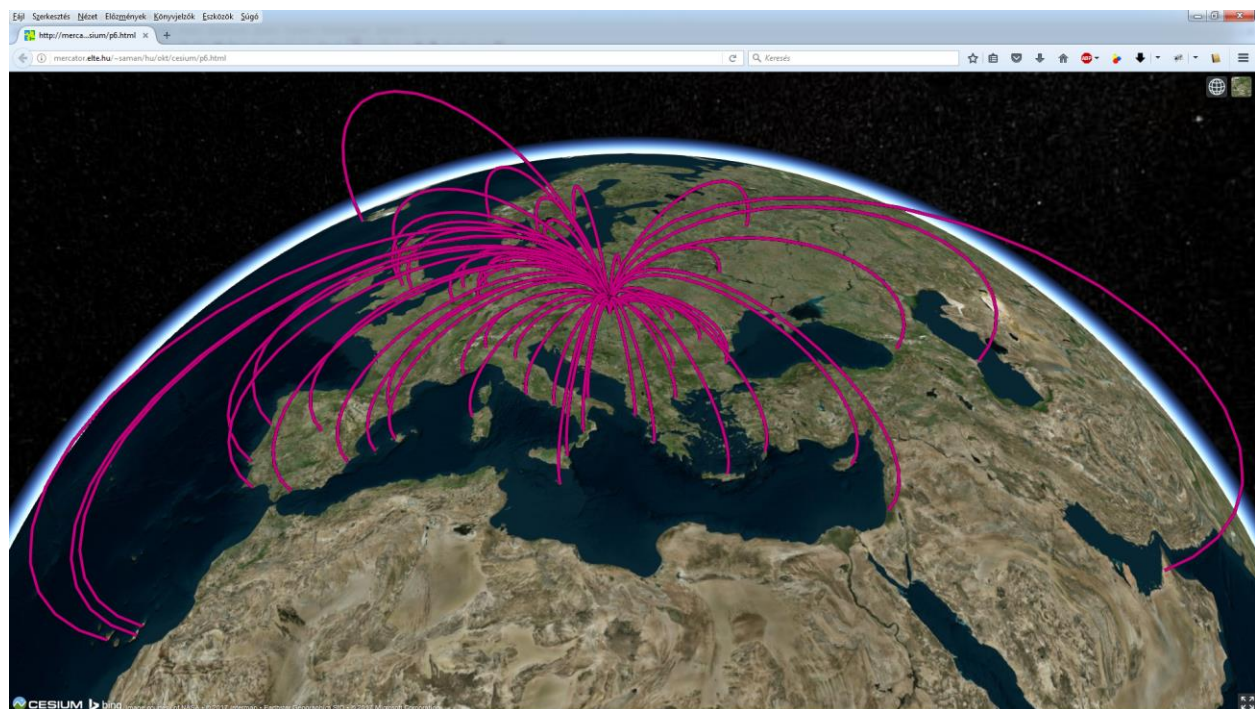 Fájl Szerkesztés Nézet Előzmények Könyvjelzők Eszközök Súgó
http://merca...sium/p6.html × +
mercator.elte.hu/~saman/hu/okt/cesium/p6.html
Keresés
ABP
CESIUM bing